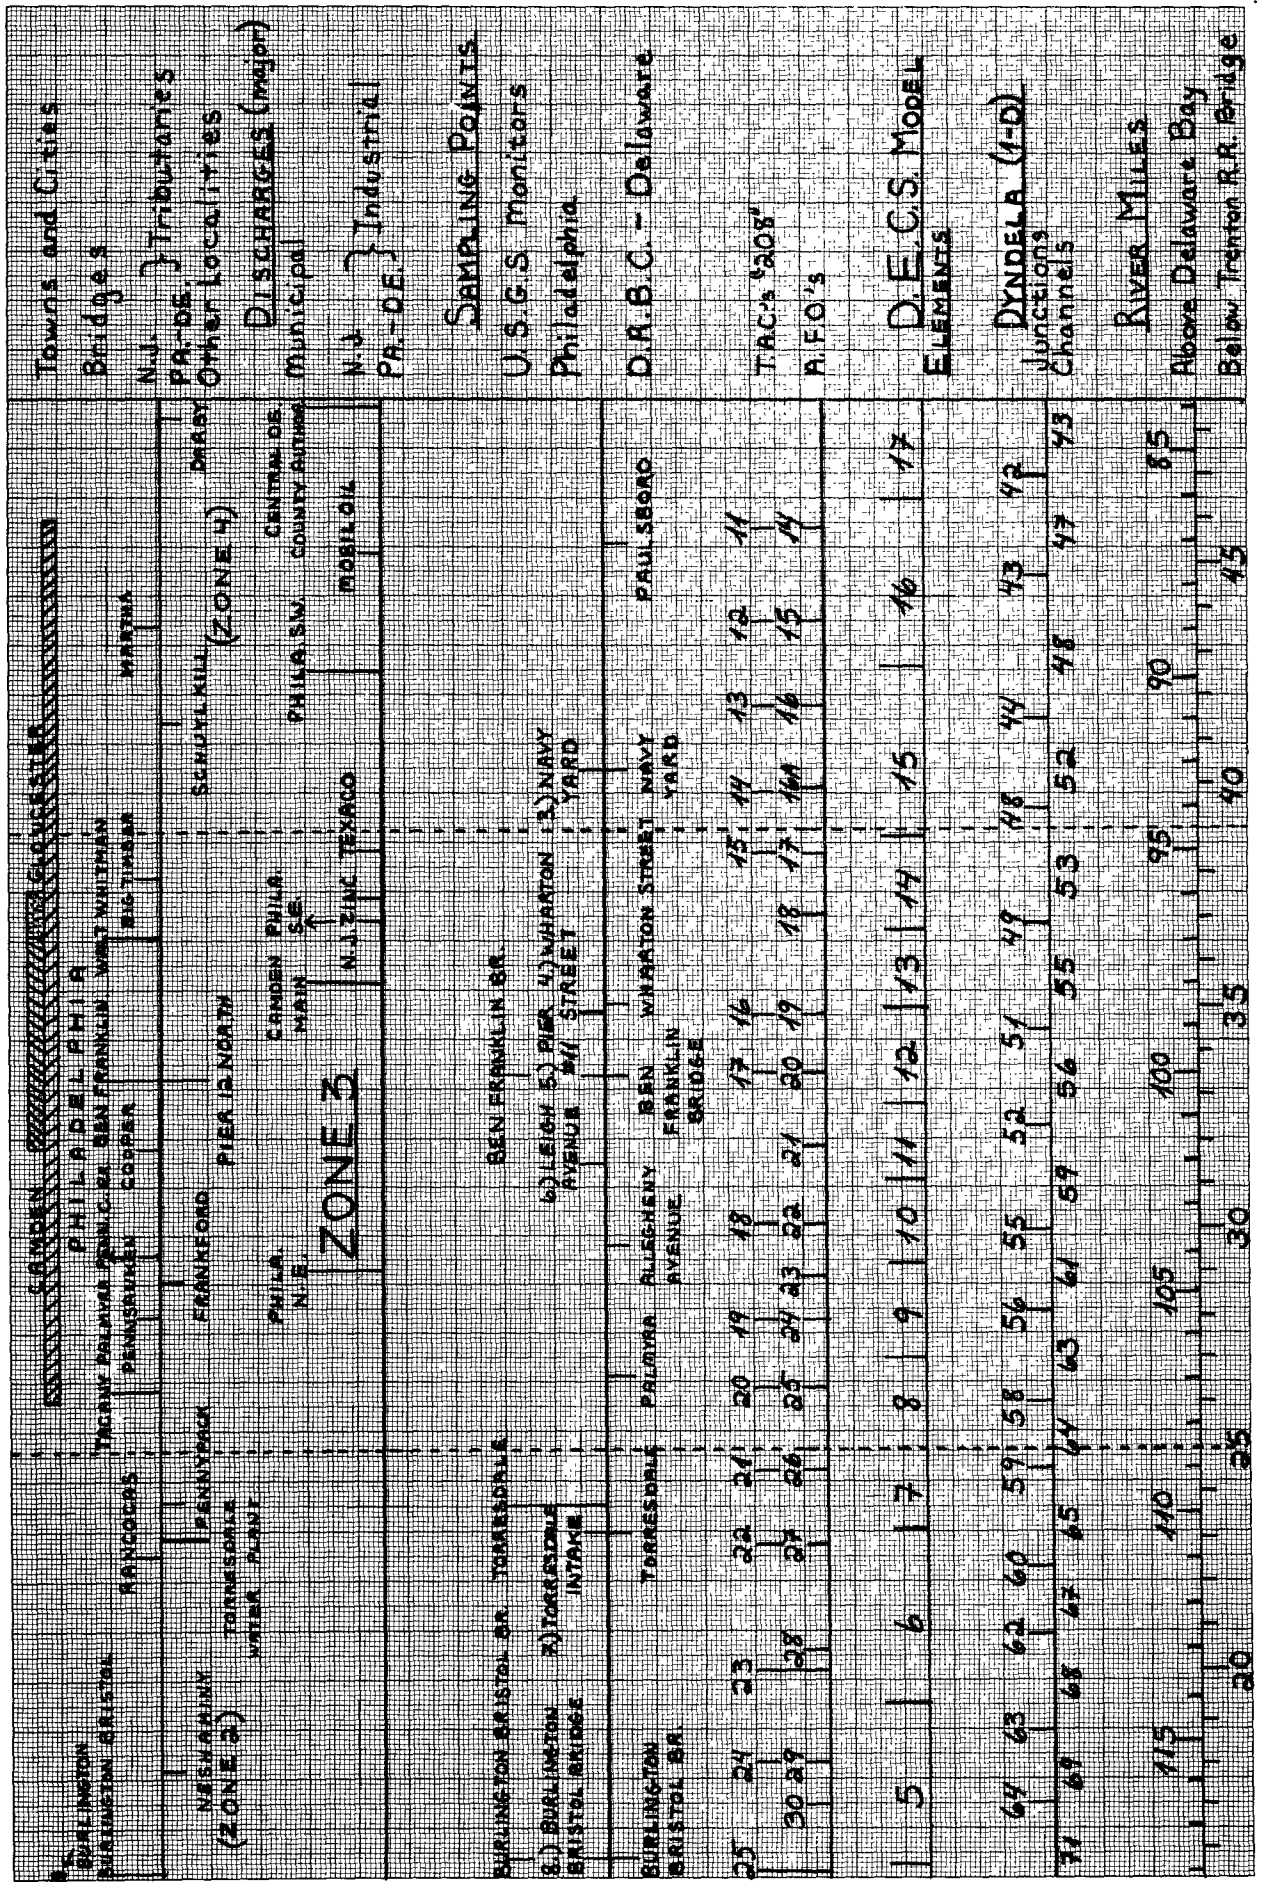 Towns and Cities
Bridges
N.J. } Tributaries
PA.-DE.
Other Localities
DISCHARGES (major)
Municipal
N.J. } Industrial
PA.-DE.
SAMPLING POINTS
U.S.G.S. Monitors
Philadelphia
D.R.B.C. - Delaware
T.A.C.'s "208"
A.F.O.'s
D.E.C.S. MODEL
ELEMENTS
DYNDELA (1-D)
Junctions
Channels
RIVER MILES
Above Delaware Bay
Below Trenton R.R. Bridge
BURLINGTON CAMDEN GLOUCESTER
PHILADELPHIA
BURLINGTON BRISTOL TACANY PALMYRA PENN. C. RR. BEN FRANKLIN WALT WHITMAN
RANCOCAS PENNSAUKEN COOPER BIG TIMBER MANTUA
NESHAMINY PENNYPACK FRANKFORD SCHUYLKILL DARBY
(ZONE 2) TORRESDALE WATER PLANT PIER 12 NORTH (ZONE 4)
PHILA. N.E. CAMDEN MAIN PHILA. S.E. PHILA S.W. CENTRAL DE. COUNTY AUTHOR.
ZONE 3 N.J. ZINC TEXACO MOBIL OIL
BURLINGTON BRISTOL BR. TORRESDALE BEN FRANKLIN BR.
8.) BURLINGTON BRISTOL BRIDGE 7.) TORRESDALE INTAKE 6.) LEIGH AVENUE 5.) PIER #11 4.) WHARTON STREET 3.) NAVY YARD
BURLINGTON BRISTOL BR. TORRESDALE PALMYRA ALLEGHENY AVENUE BEN FRANKLIN BRIDGE WHARTON STREET NAVY YARD PAULSBORO
25 24 23 22 21 20 19 18 17 16 15 14 13 12 11
30 29 28 27 26 25 24 23 22 21 20 19 18 17 16A 16 15 14
5 6 7 8 9 10 11 12 13 14 15 16 17
64 63 62 60 59 58 56 55 52 51 49 48 44 43 42
71 69 68 67 65 64 63 61 59 56 55 53 52 48 47 43
115 110 105 100 95 90 85
20 25 30 35 40 45